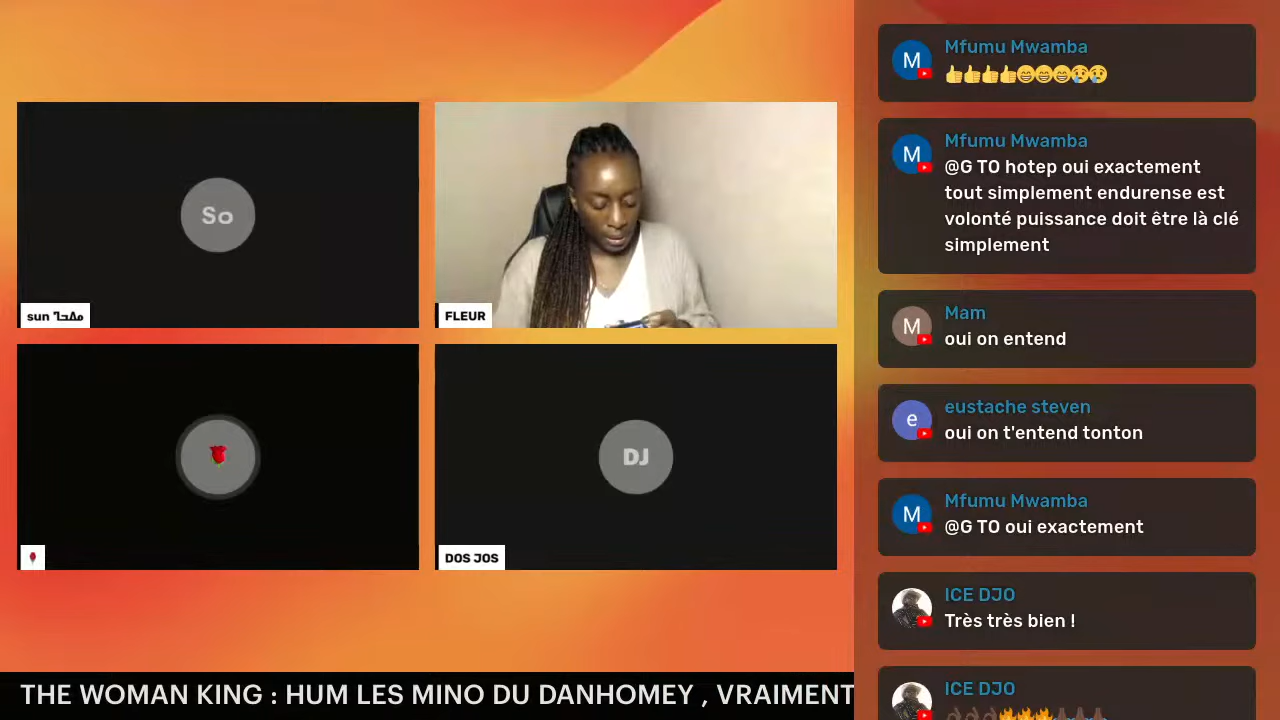 So
sun
FLEUR
DJ
DOS JOS
THE WOMAN KING : HUM LES MINO DU DANHOMEY , VRAIMENT
M
Mfumu Mwamba
👍👍👍👍😁😁😁😢😢
M
Mfumu Mwamba
@G TO hotep oui exactement
tout simplement endurense est
volonté puissance doit être là clé
simplement
M
Mam
oui on entend
e
eustache steven
oui on t'entend tonton
M
Mfumu Mwamba
@G TO oui exactement
ICE DJO
Très très bien !
ICE DJO